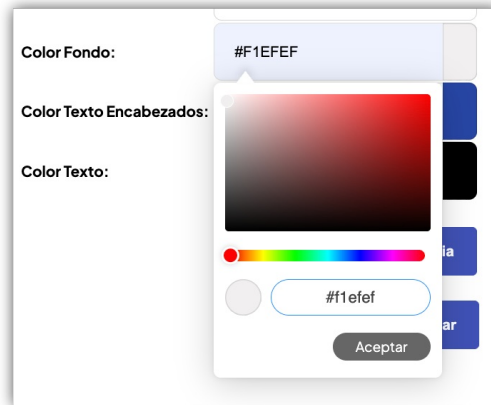 Color Fondo:
#F1EFEF
Color Texto Encabezados:
Color Texto:
#f1efef
Aceptar